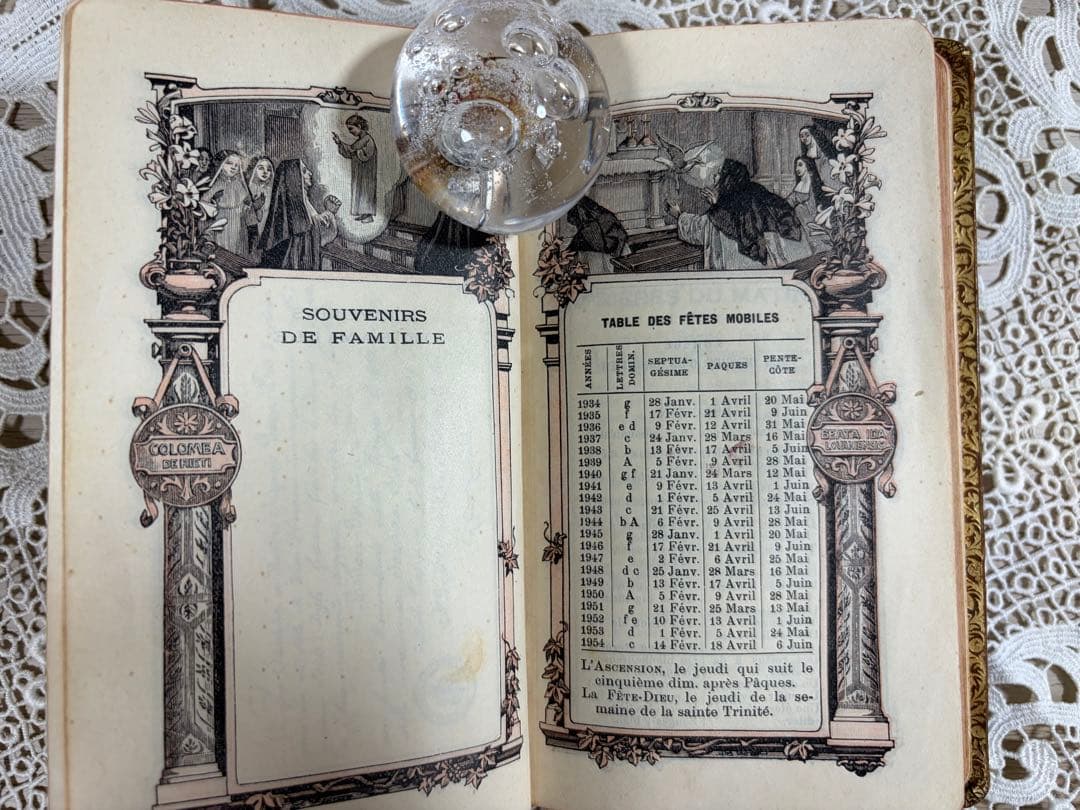 SOUVENIRS
DE FAMILLE
COLOMBA
DE RIETI
TABLE DES FÊTES MOBILES
ANNÉES LETTRES DOMIN. SEPTUA-GÉSIME PAQUES PENTE-CÔTE
1934 g 28 Janv. 1 Avril 20 Mai
1935 f 17 Févr. 21 Avril 9 Juin
1936 e d 9 Févr. 12 Avril 31 Mai
1937 c 24 Janv. 28 Mars 16 Mai
1938 b 13 Févr. 17 Avril 5 Juin
1939 A 5 Févr. 9 Avril 28 Mai
1940 g f 21 Janv. 24 Mars 12 Mai
1941 e 9 Févr. 13 Avril 1 Juin
1942 d 1 Févr. 5 Avril 24 Mai
1943 c 21 Févr. 25 Avril 13 Juin
1944 b A 6 Févr. 9 Avril 28 Mai
1945 g 28 Janv. 1 Avril 20 Mai
1946 f 17 Févr. 21 Avril 9 Juin
1947 e 2 Févr. 6 Avril 25 Mai
1948 d c 25 Janv. 28 Mars 16 Mai
1949 b 13 Févr. 17 Avril 5 Juin
1950 A 5 Févr. 9 Avril 28 Mai
1951 g 21 Févr. 25 Mars 13 Mai
1952 f e 10 Févr. 13 Avril 1 Juin
1953 d 1 Févr. 5 Avril 24 Mai
1954 c 14 Févr. 18 Avril 6 Juin
L'ASCENSION, le jeudi qui suit le
cinquième dim. après Pâques.
LA FÊTE-DIEU, le jeudi de la se-
maine de la sainte Trinité.
BEATA IDA
LOVANENSIS